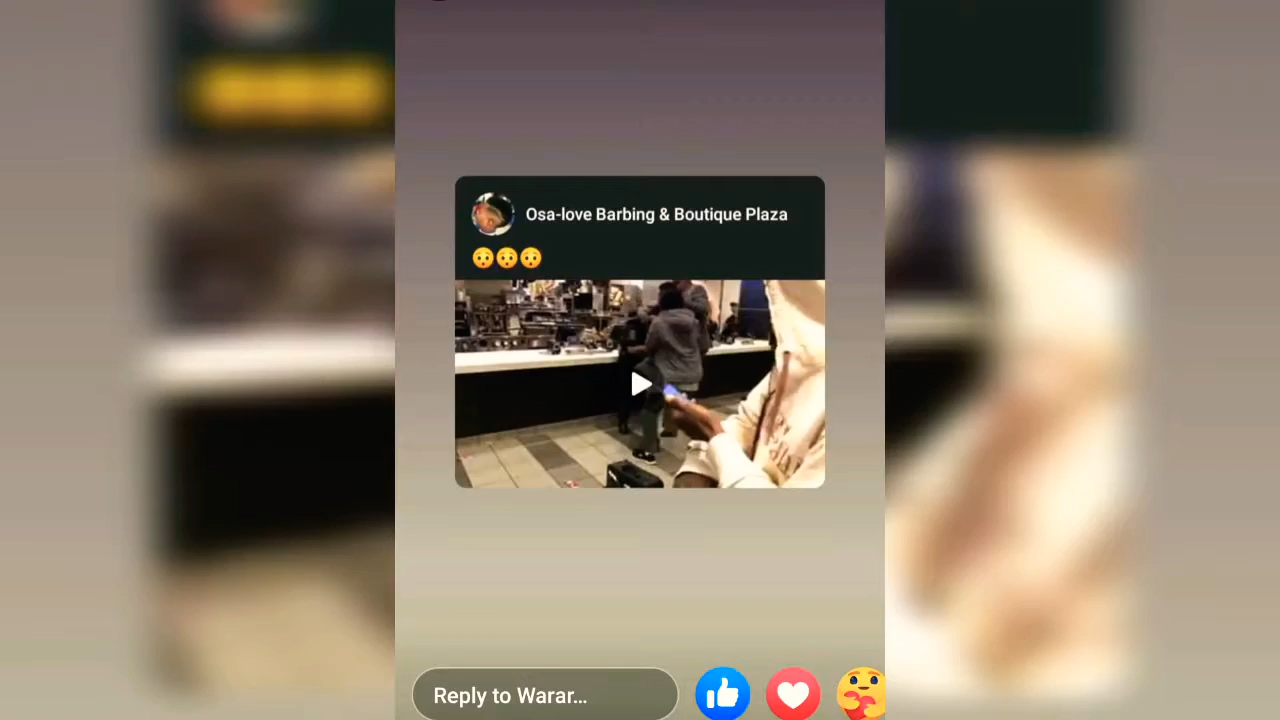 Osa-love Barbing & Boutique Plaza
😯😯😯
Reply to Warar...